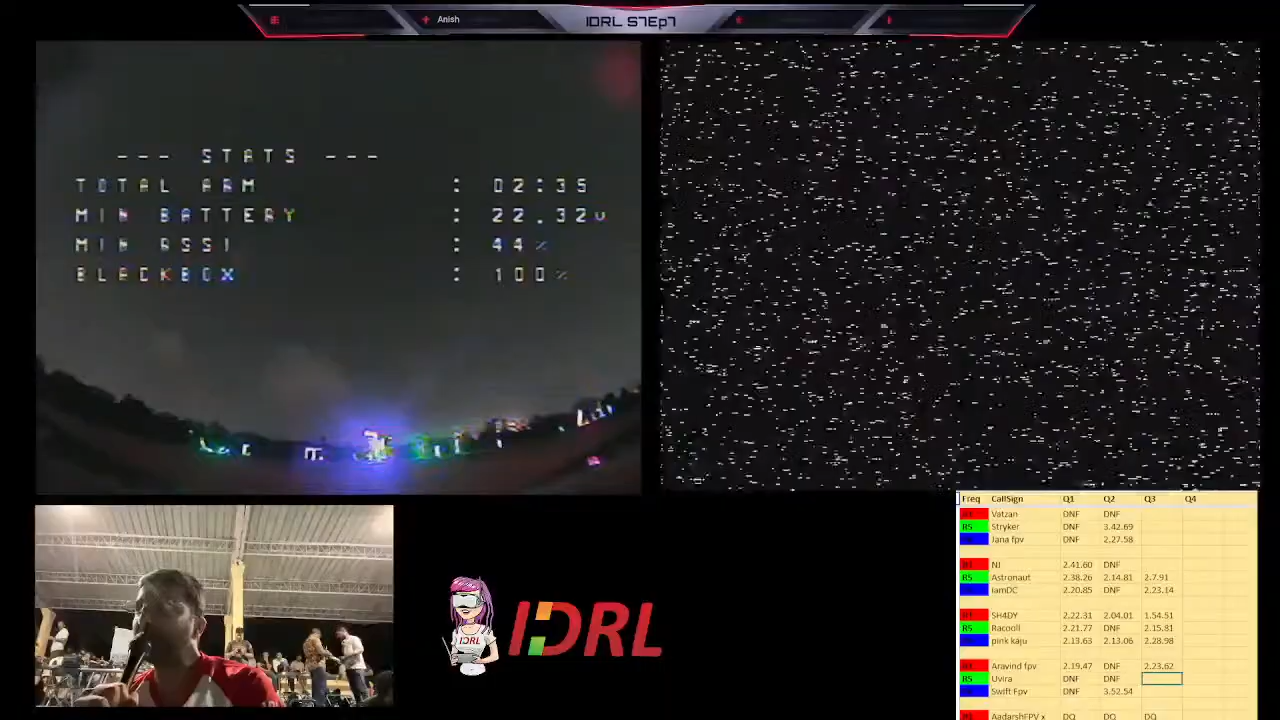 Anish
IDRL S7Ep7
--- STATS ---
TOTAL ARM : 02:35
MIN BATTERY : 22.32V
MIN RSSI : 44%
BLACKBOX : 100%
IDRL
IDRL
Freq CallSign Q1 Q2 Q3 Q4
Vatzan DNF DNF
R5 Stryker DNF 3.42.69
Jana fpv DNF 2.27.58
NJ 2.41.60 DNF
R5 Astronaut 2.38.26 2.14.81 2.7.91
iamDC 2.20.85 DNF 2.23.14
SH4DY 2.22.31 2.04.01 1.54.51
R5 Racooll 2.21.77 DNF 2.15.81
pink kaju 2.13.63 2.13.06 2.28.98
Aravind fpv 2.19.47 DNF 2.23.62
R5 Uvira DNF DNF
Swift Fpv DNF 3.52.54
AadarshFPV x DQ DQ DQ